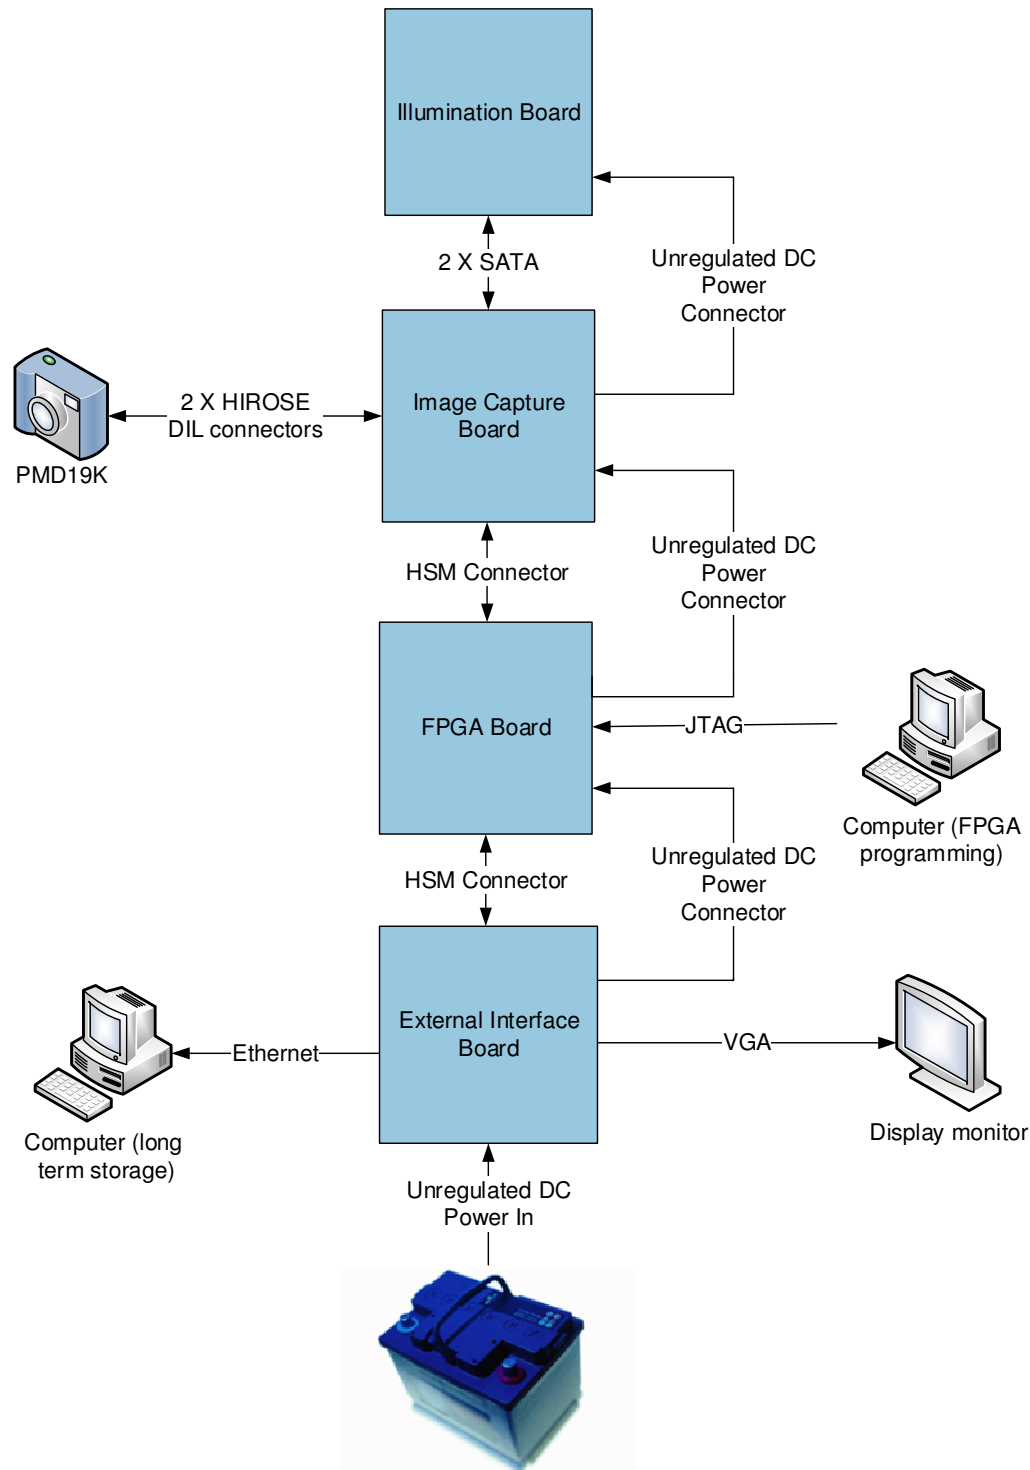 Illumination Board
2 X SATA
Unregulated DC
Power
Connector
2 X HIROSE
DIL connectors
PMD19K
Image Capture
Board
HSM Connector
Unregulated DC
Power
Connector
FPGA Board
JTAG
Computer (FPGA
programming)
HSM Connector
Unregulated DC
Power
Connector
External Interface
Board
Ethernet
VGA
Computer (long
term storage)
Display monitor
Unregulated DC
Power In